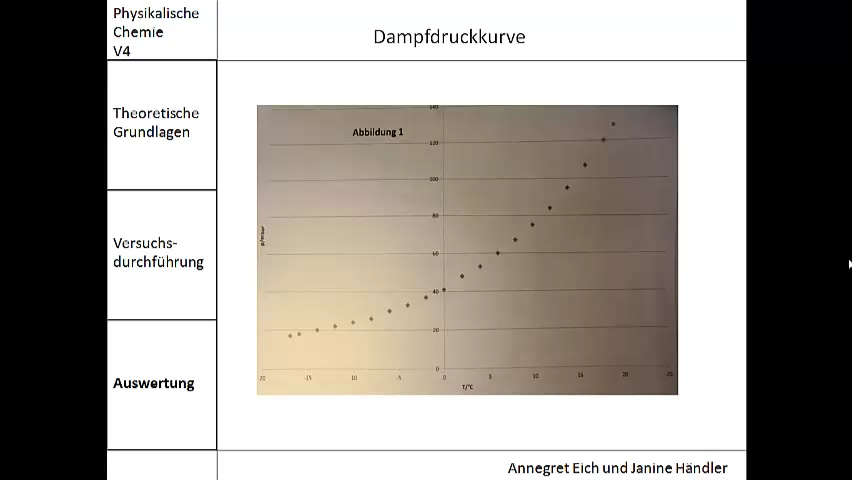 Physikalische
Chemie
V4
Dampfdruckkurve
Theoretische
Grundlagen
Versuchs-
durchführung
Auswertung
Abbildung 1
140
120
100
80
60
40
20
0
p/mbar
20 -15 10 -5 0 5 10 15 20 25
T/°C
Annegret Eich und Janine Händler